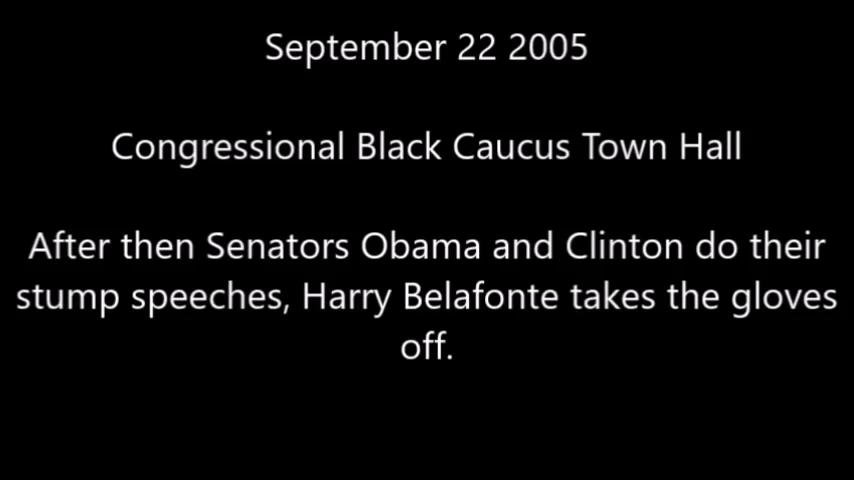 September 22 2005
Congressional Black Caucus Town Hall
After then Senators Obama and Clinton do their
stump speeches, Harry Belafonte takes the gloves
off.